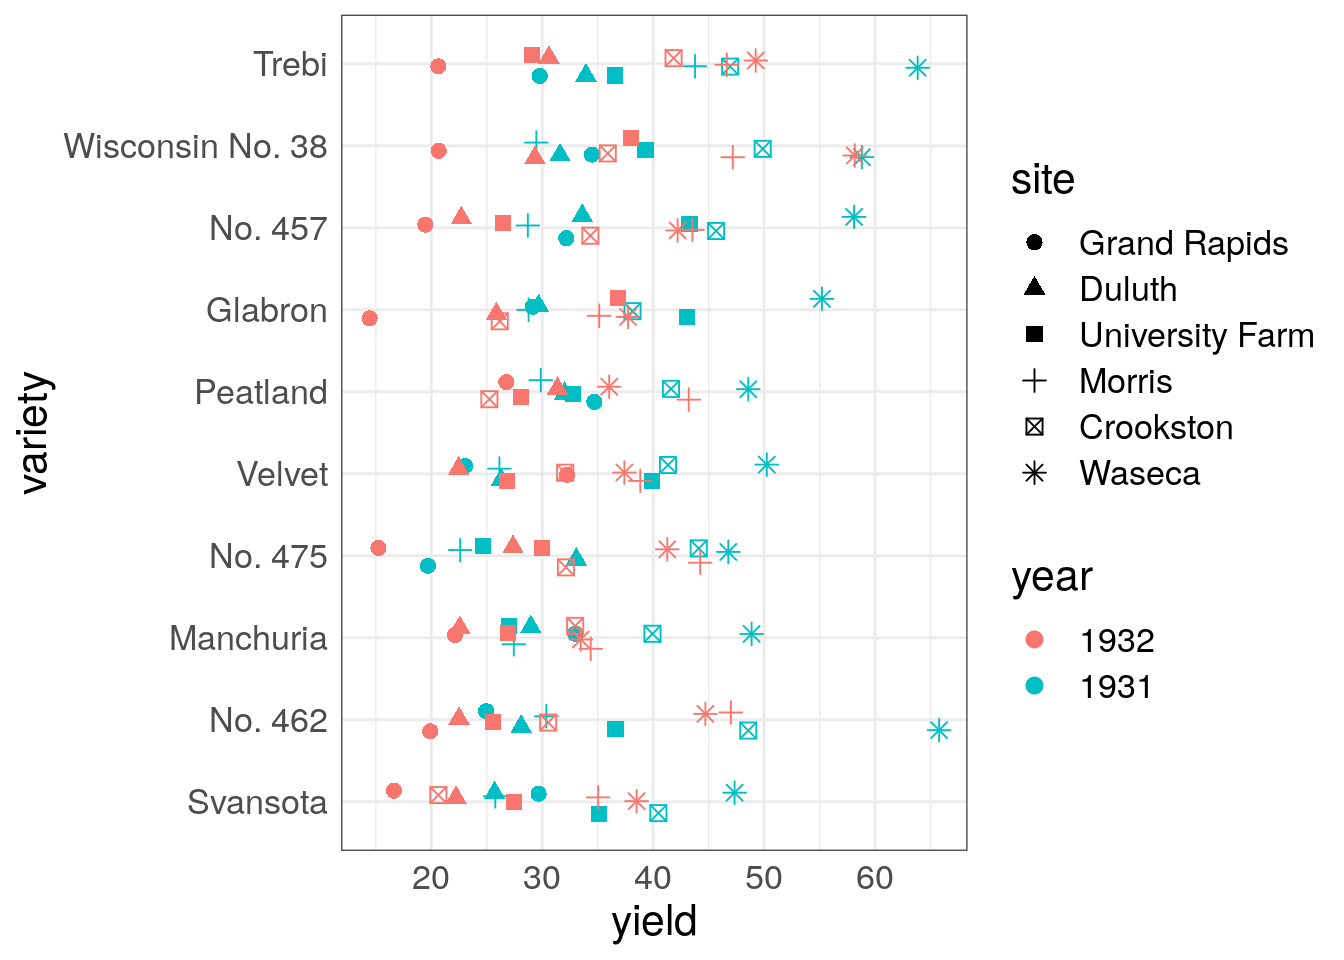 Trebi
Wisconsin No. 38
No. 457
Glabron
Peatland
Velvet
No. 475
Manchuria
No. 462
Svansota
variety
20 30 40 50 60
yield
site
Grand Rapids
Duluth
University Farm
Morris
Crookston
Waseca
year
1932
1931